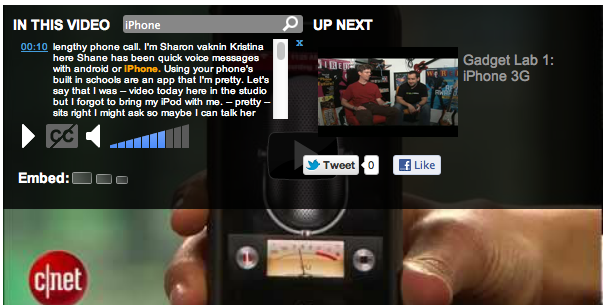 IN THIS VIDEO
iPhone
UP NEXT
00:10
x
lengthy phone call. I'm Sharon vaknin Kristina
here Shane has been quick voice messages
with android or iPhone. Using your phone's
built in schools are an app that I'm pretty. Let's
say that I was – video today here in the studio
but I forgot to bring my iPod with me. – pretty –
sits right I might ask so maybe I can talk her
Gadget Lab 1:
iPhone 3G
CC
Tweet
0
Like
Embed:
c|net